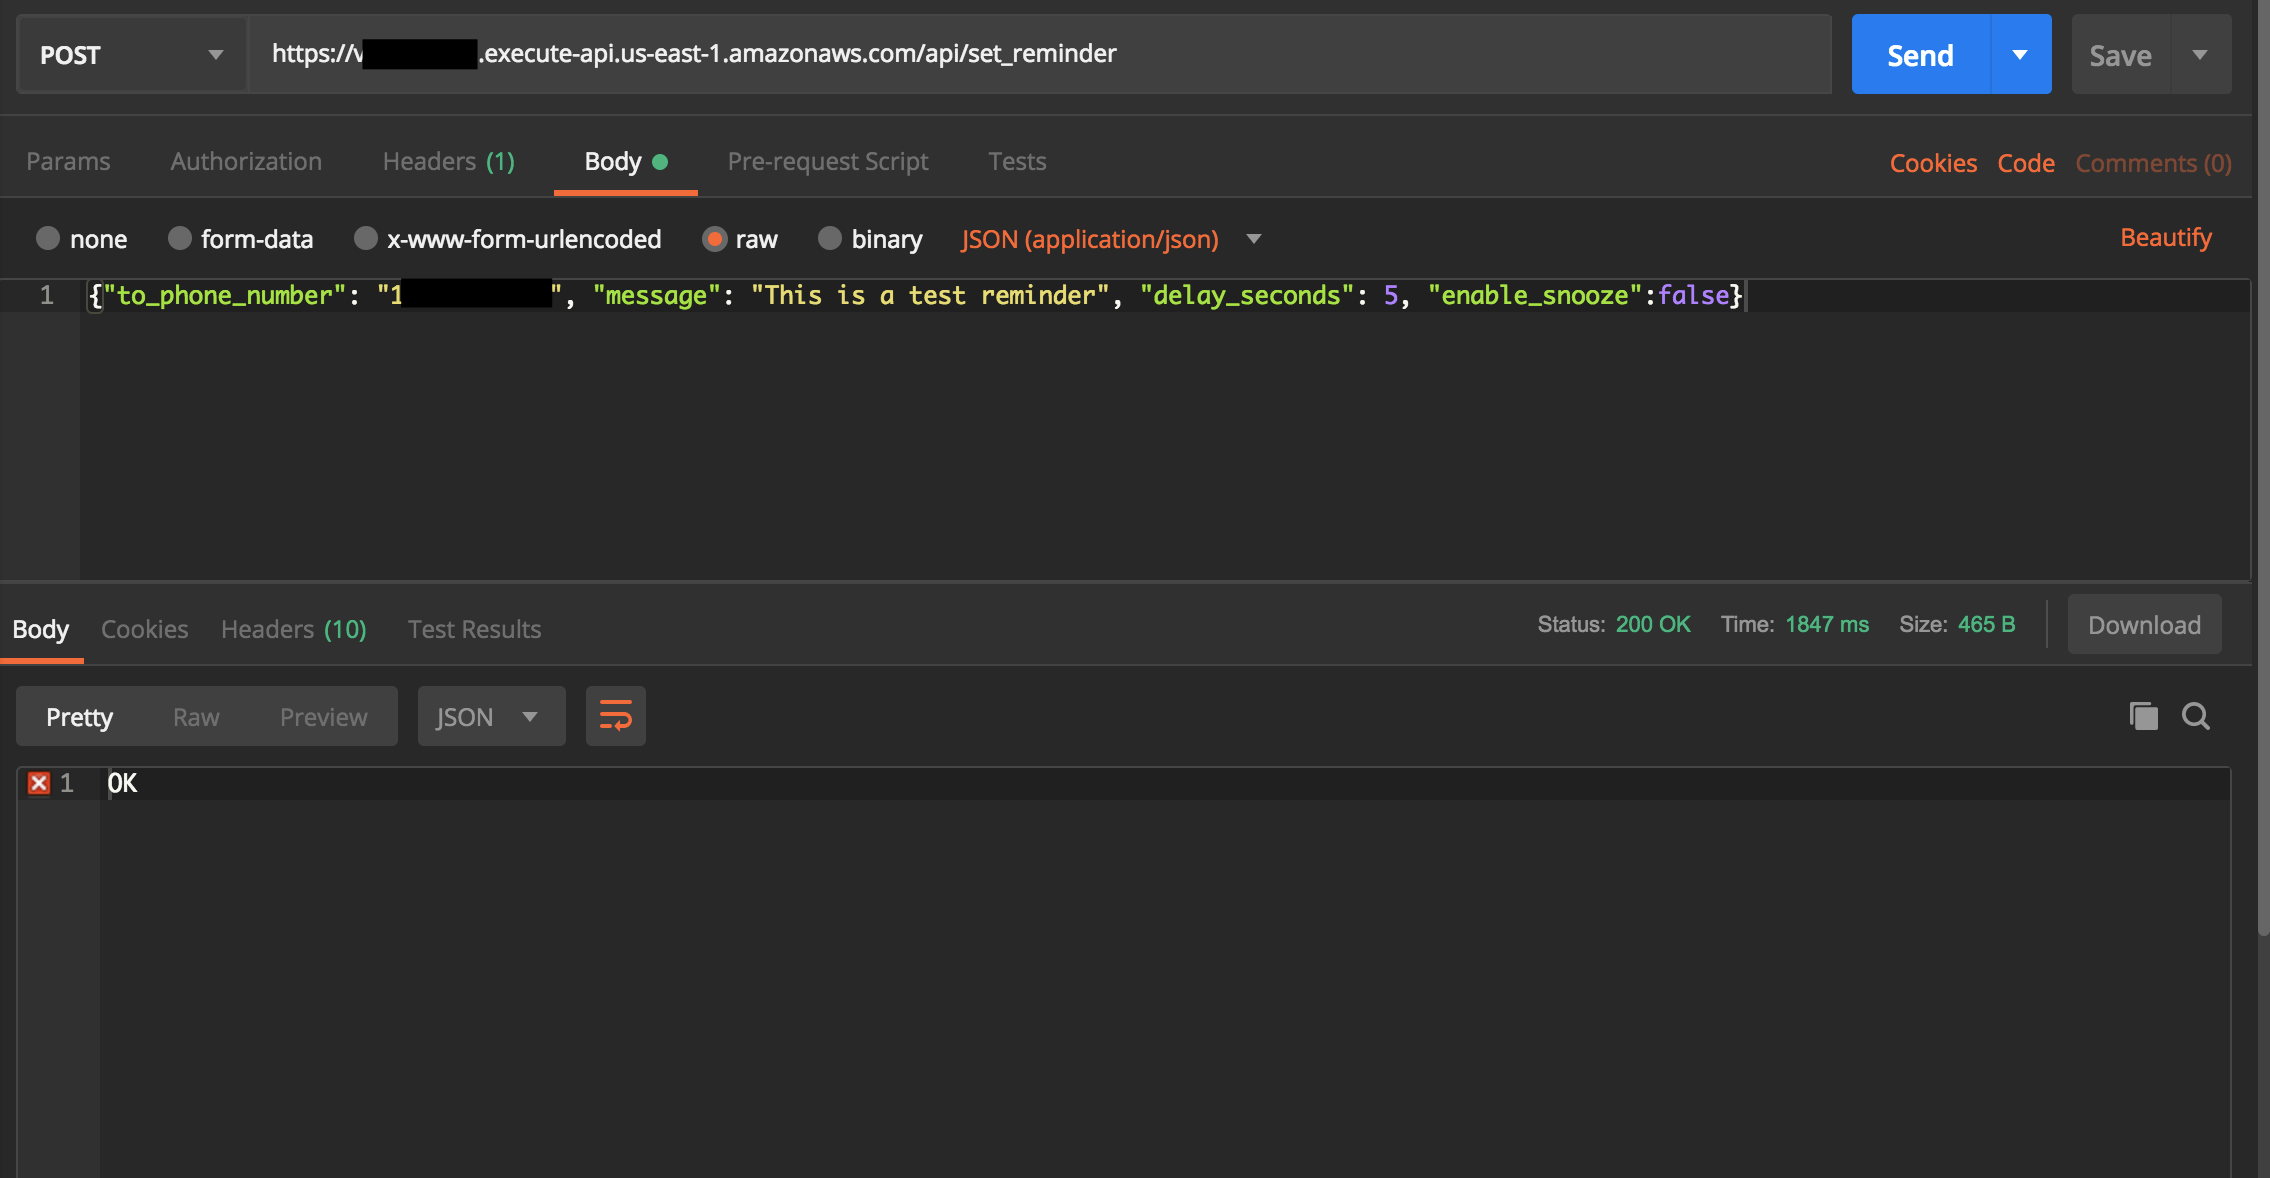 POST https://v .execute-api.us-east-1.amazonaws.com/api/set_reminder Send Save
Params Authorization Headers (1) Body Pre-request Script Tests Cookies Code Comments (0)
none form-data x-www-form-urlencoded raw binary JSON (application/json) Beautify
1 {"to_phone_number": "1 ", "message": "This is a test reminder", "delay_seconds": 5, "enable_snooze":false}
Body Cookies Headers (10) Test Results Status: 200 OK Time: 1847 ms Size: 465 B Download
Pretty Raw Preview JSON
1 OK